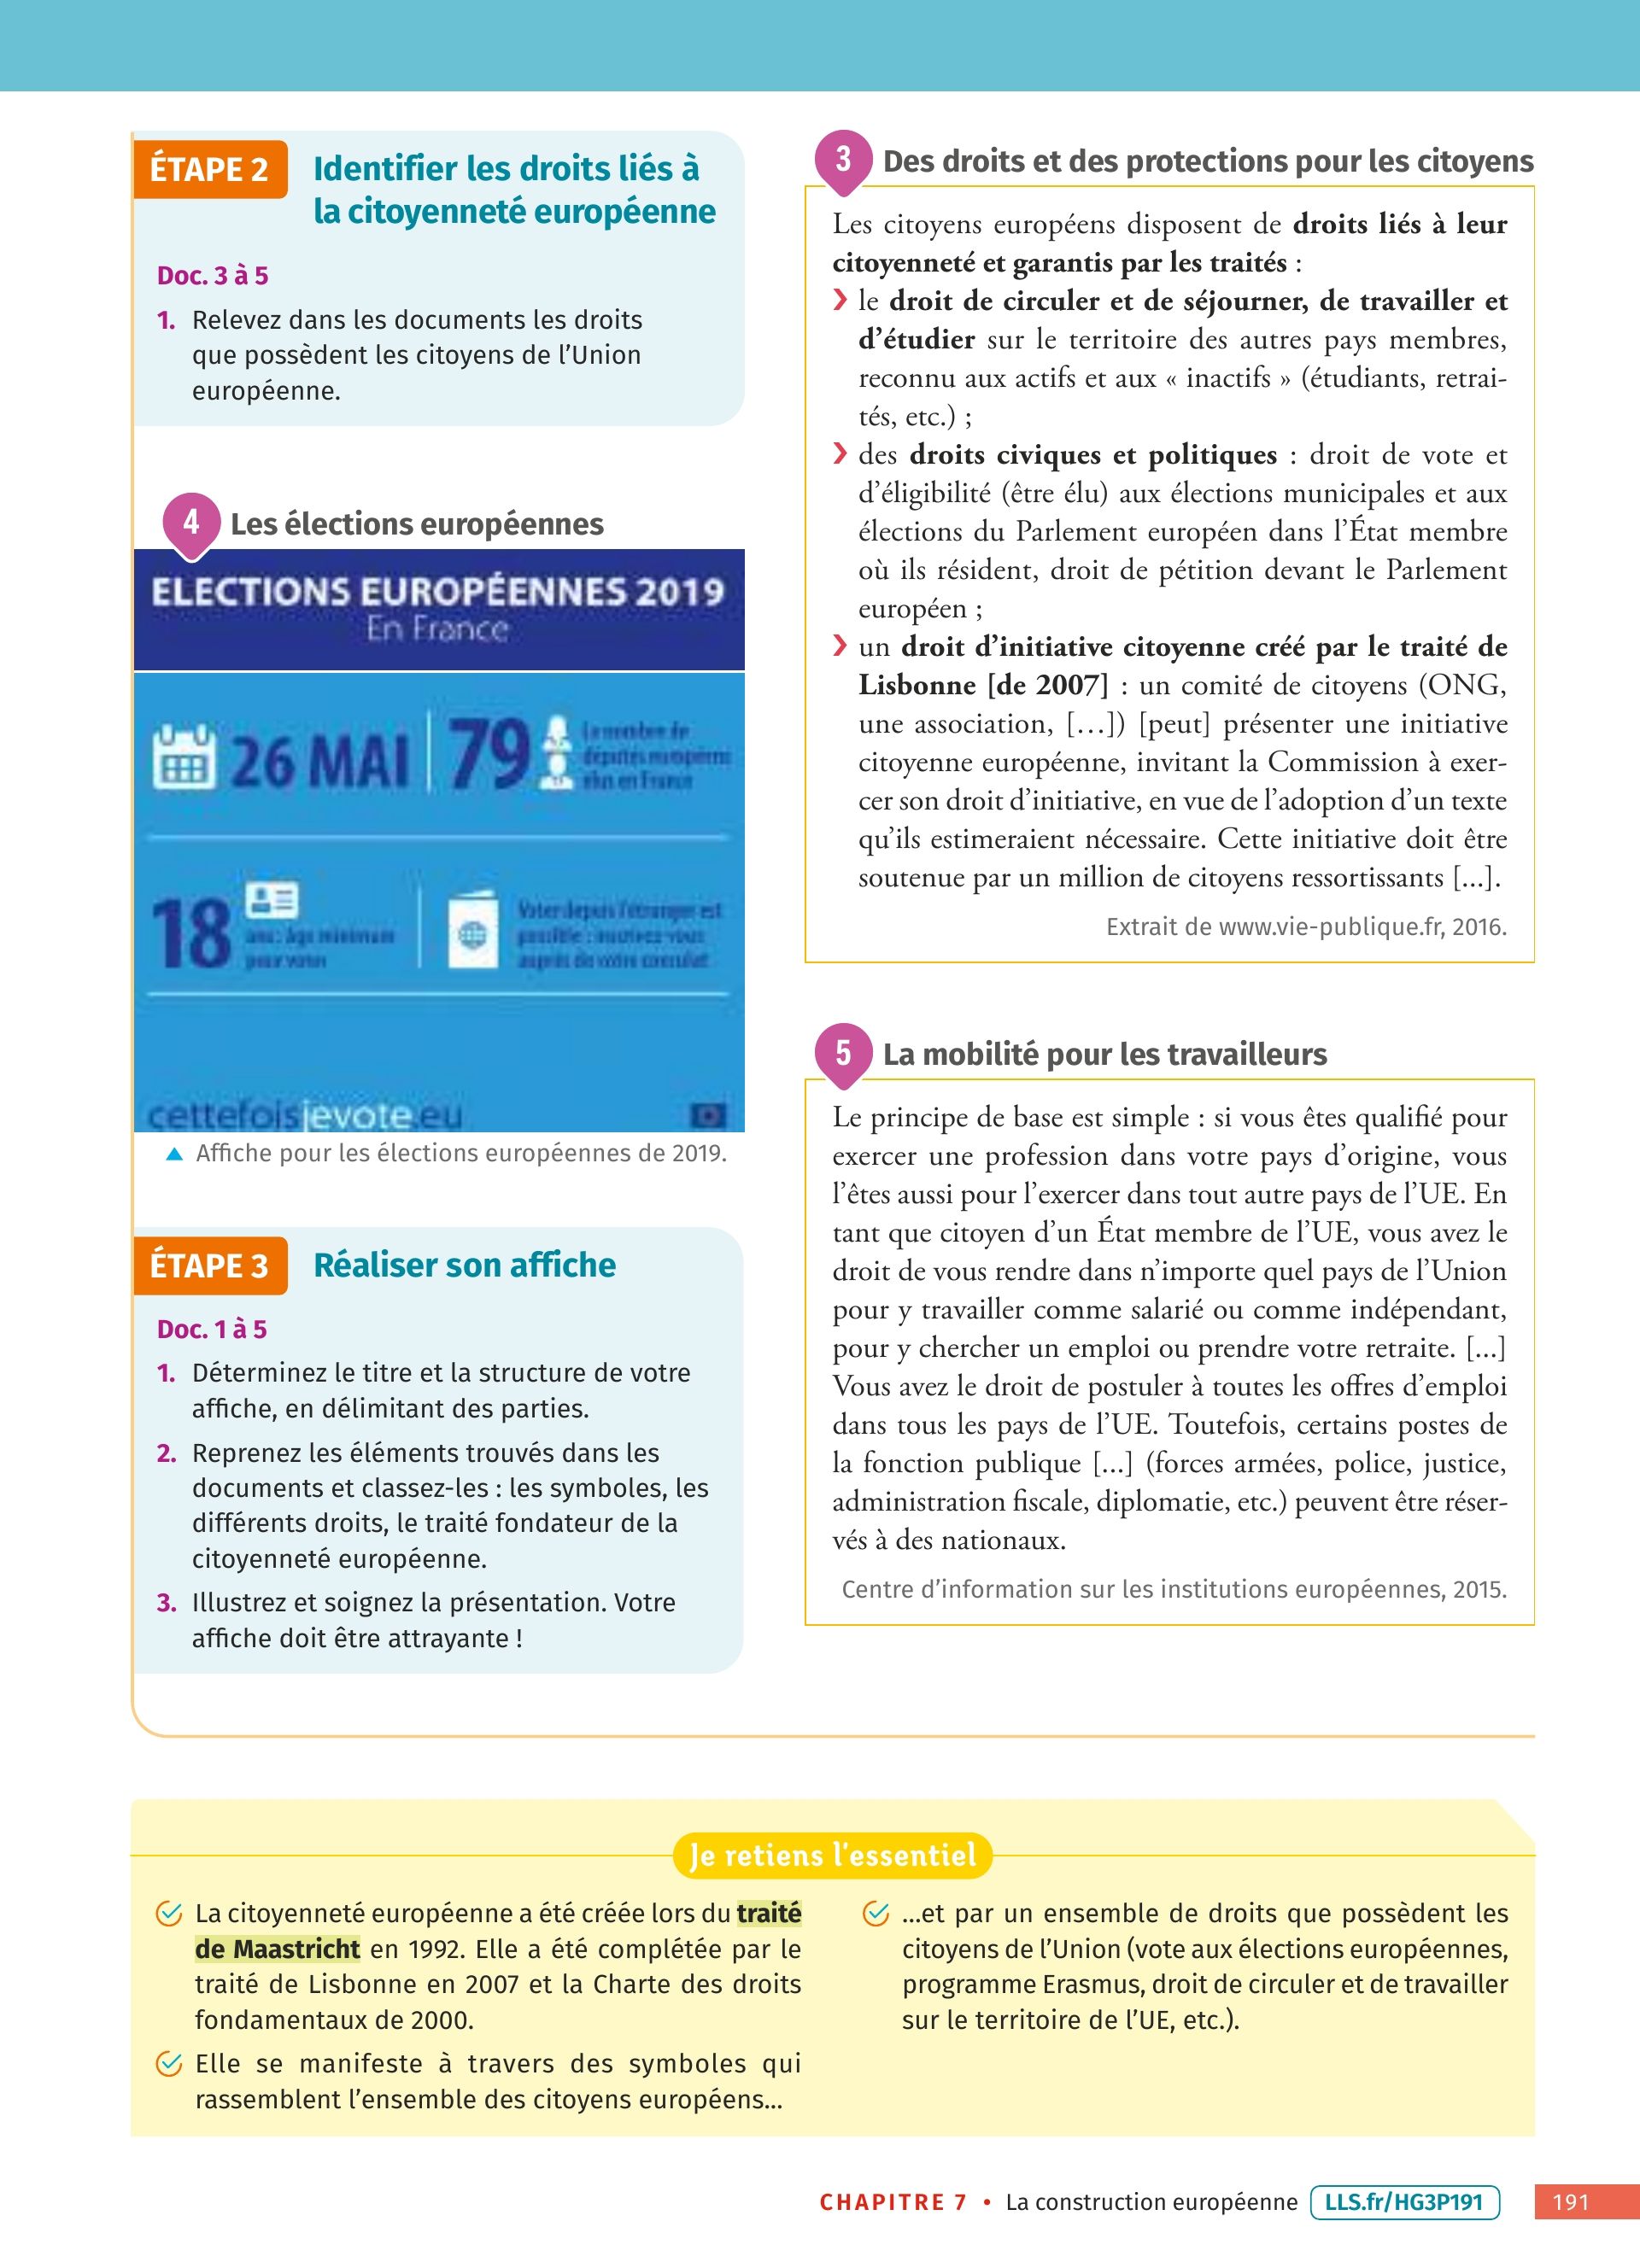 ÉTAPE 2
Identifier les droits liés à
la citoyenneté européenne
Doc. 3 à 5
1. Relevez dans les documents les droits
que possèdent les citoyens de l’Union
européenne.
4
Les élections européennes
ELECTIONS EUROPÉENNES 2019
En France
26 MAI
79
Le nombre de
députés européens
élus en France
18
ans : âge minimum
pour voter
Voter depuis l'étranger est
possible : inscrivez-vous
auprès de votre consulat
cettefoisjevote.eu
Affiche pour les élections européennes de 2019.
ÉTAPE 3
Réaliser son affiche
Doc. 1 à 5
1. Déterminez le titre et la structure de votre
affiche, en délimitant des parties.
2. Reprenez les éléments trouvés dans les
documents et classez-les : les symboles, les
différents droits, le traité fondateur de la
citoyenneté européenne.
3. Illustrez et soignez la présentation. Votre
affiche doit être attrayante !
3
Des droits et des protections pour les citoyens
Les citoyens européens disposent de droits liés à leur
citoyenneté et garantis par les traités :
❯ le droit de circuler et de séjourner, de travailler et
d’étudier sur le territoire des autres pays membres,
reconnu aux actifs et aux « inactifs » (étudiants, retrai-
tés, etc.) ;
❯ des droits civiques et politiques : droit de vote et
d’éligibilité (être élu) aux élections municipales et aux
élections du Parlement européen dans l’État membre
où ils résident, droit de pétition devant le Parlement
européen ;
❯ un droit d’initiative citoyenne créé par le traité de
Lisbonne [de 2007] : un comité de citoyens (ONG,
une association, […]) [peut] présenter une initiative
citoyenne européenne, invitant la Commission à exer-
cer son droit d’initiative, en vue de l’adoption d’un texte
qu’ils estimeraient nécessaire. Cette initiative doit être
soutenue par un million de citoyens ressortissants [...].
Extrait de www.vie-publique.fr, 2016.
5
La mobilité pour les travailleurs
Le principe de base est simple : si vous êtes qualifié pour
exercer une profession dans votre pays d’origine, vous
l’êtes aussi pour l’exercer dans tout autre pays de l’UE. En
tant que citoyen d’un État membre de l’UE, vous avez le
droit de vous rendre dans n’importe quel pays de l’Union
pour y travailler comme salarié ou comme indépendant,
pour y chercher un emploi ou prendre votre retraite. [...]
Vous avez le droit de postuler à toutes les offres d’emploi
dans tous les pays de l’UE. Toutefois, certains postes de
la fonction publique [...] (forces armées, police, justice,
administration fiscale, diplomatie, etc.) peuvent être réser-
vés à des nationaux.
Centre d’information sur les institutions européennes, 2015.
Je retiens l'essentiel
La citoyenneté européenne a été créée lors du traité
de Maastricht en 1992. Elle a été complétée par le
traité de Lisbonne en 2007 et la Charte des droits
fondamentaux de 2000.
Elle se manifeste à travers des symboles qui
rassemblent l’ensemble des citoyens européens...
...et par un ensemble de droits que possèdent les
citoyens de l’Union (vote aux élections européennes,
programme Erasmus, droit de circuler et de travailler
sur le territoire de l’UE, etc.).
CHAPITRE 7 • La construction européenne LLS.fr/HG3P191 191